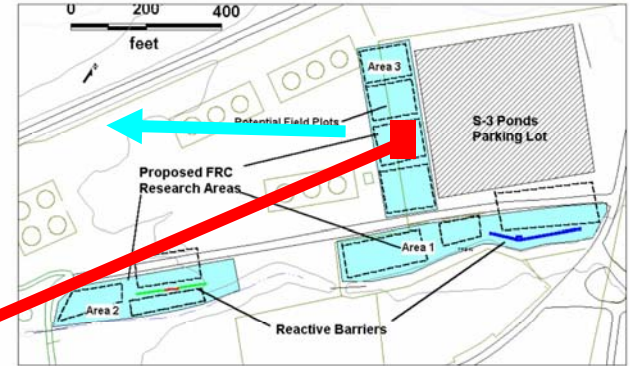 0 200 400
feet
Area 3
Potential Field Plots
S-3 Ponds
Parking Lot
Proposed FRC
Research Areas
Area 1
Area 2
Reactive Barriers